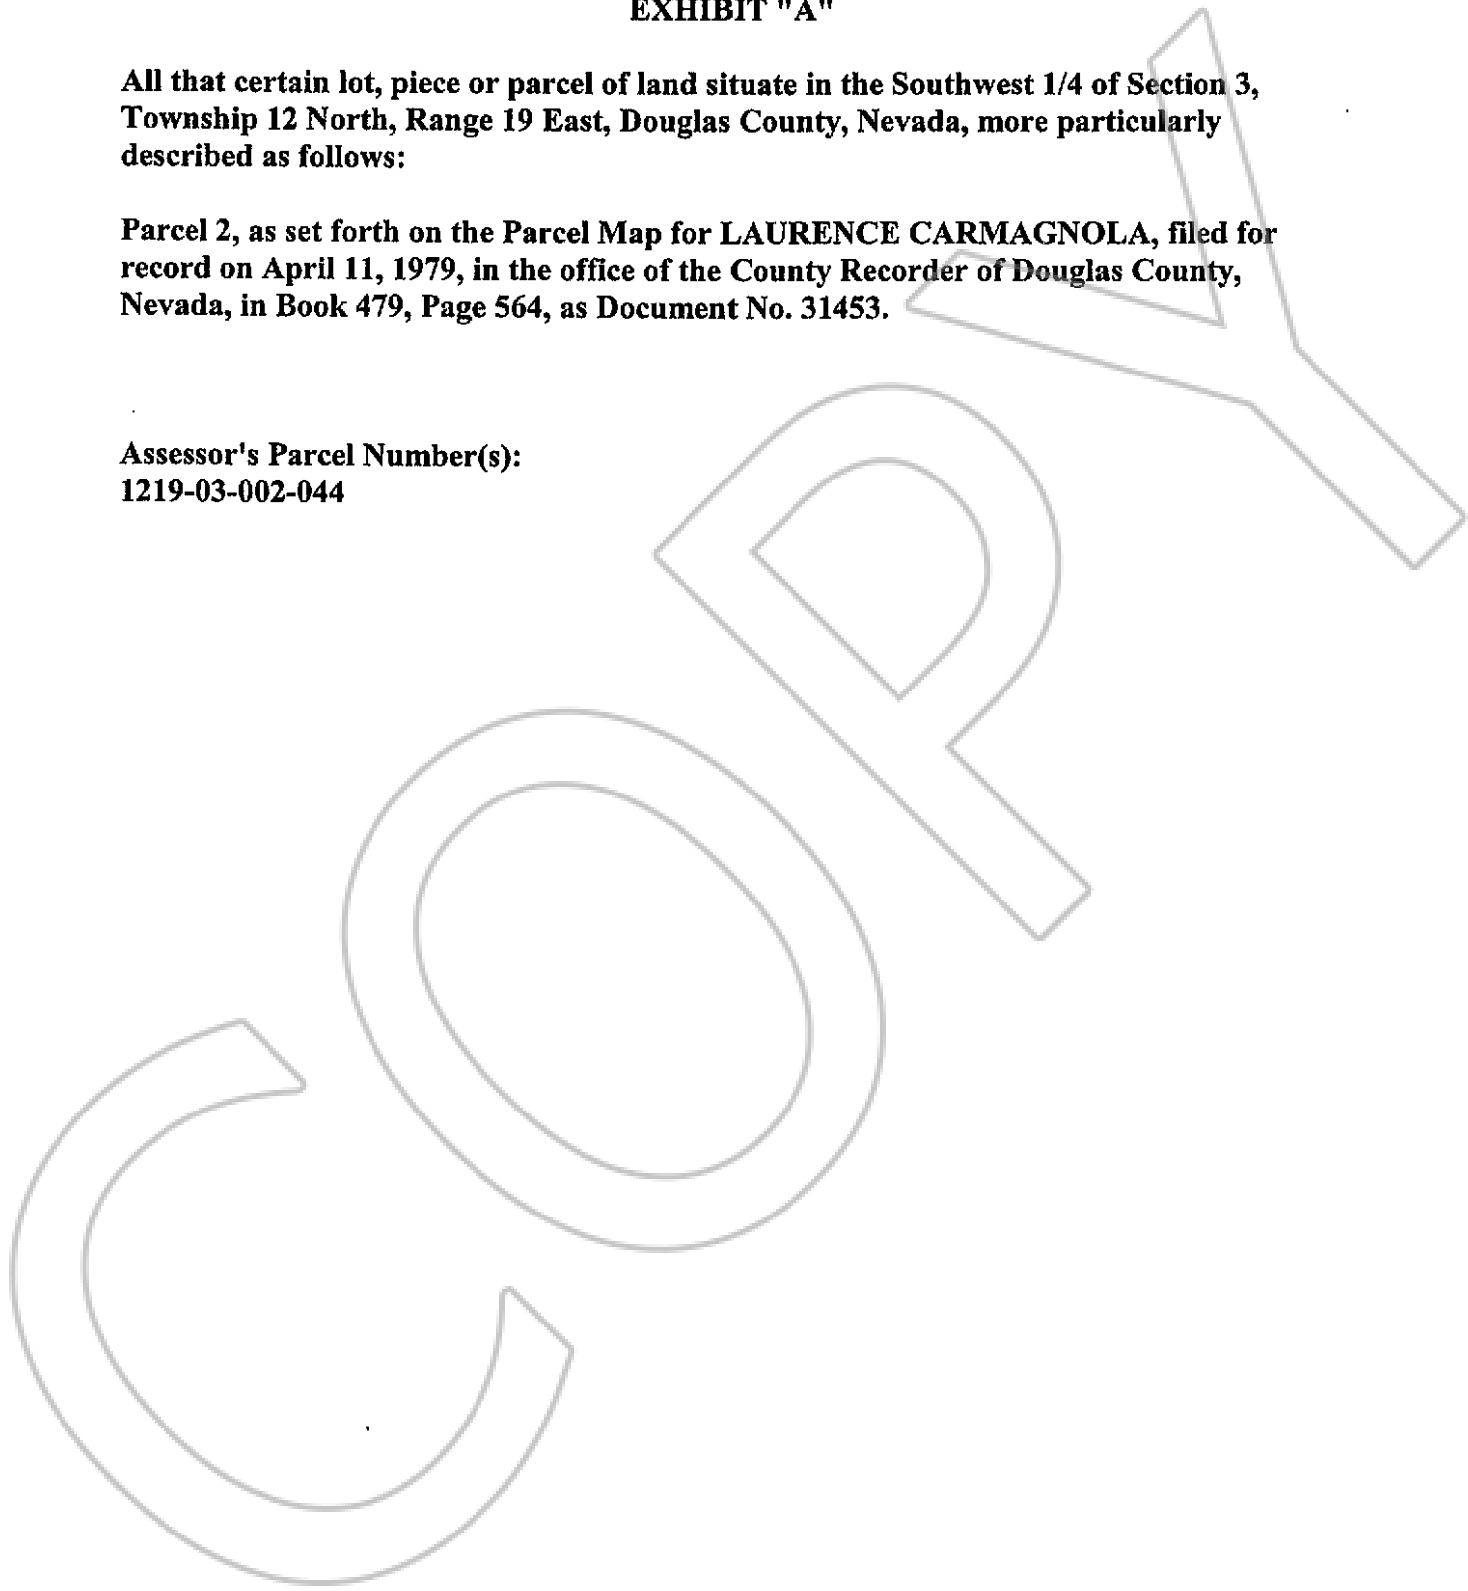 EXHIBIT "A"
All that certain lot, piece or parcel of land situate in the Southwest 1/4 of Section 3,
Township 12 North, Range 19 East, Douglas County, Nevada, more particularly
described as follows:
Parcel 2, as set forth on the Parcel Map for LAURENCE CARMAGNOLA, filed for
record on April 11, 1979, in the office of the County Recorder of Douglas County,
Nevada, in Book 479, Page 564, as Document No. 31453.
Assessor's Parcel Number(s):
1219-03-002-044
COPY